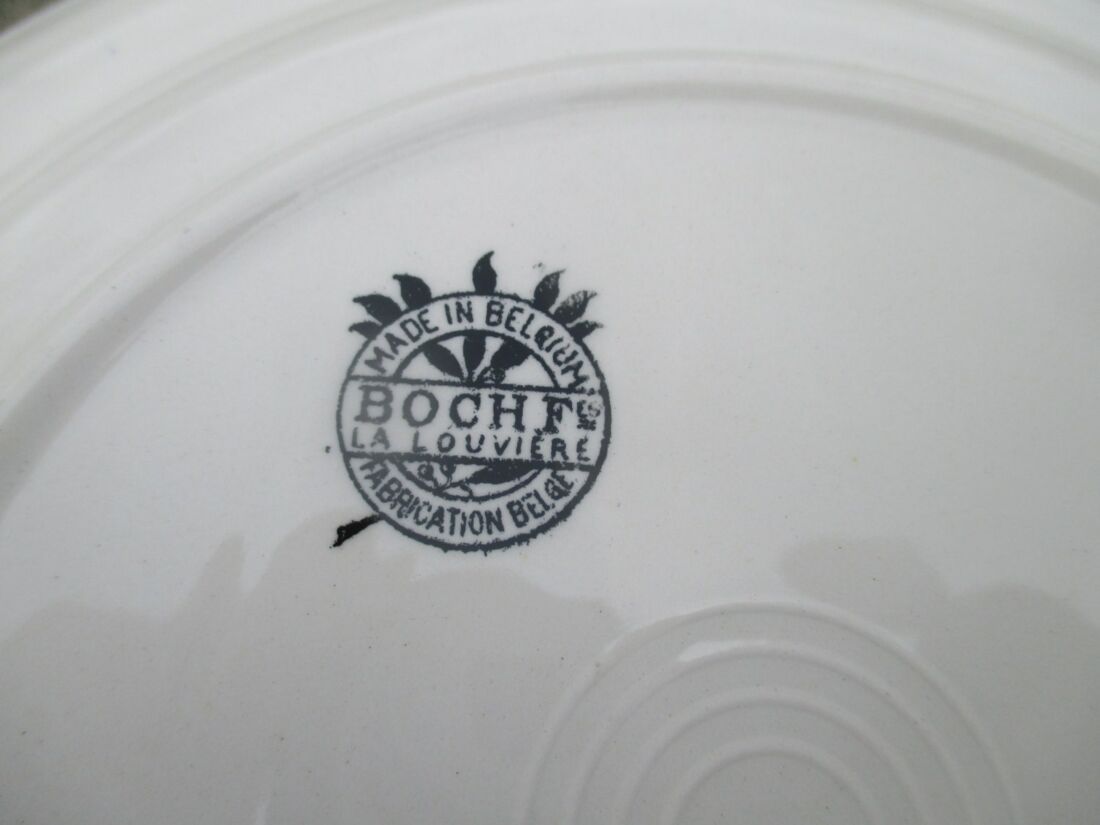 MADE IN BELGIUM
BOCH FRES
LA LOUVIÈRE
FABRICATION BELGE